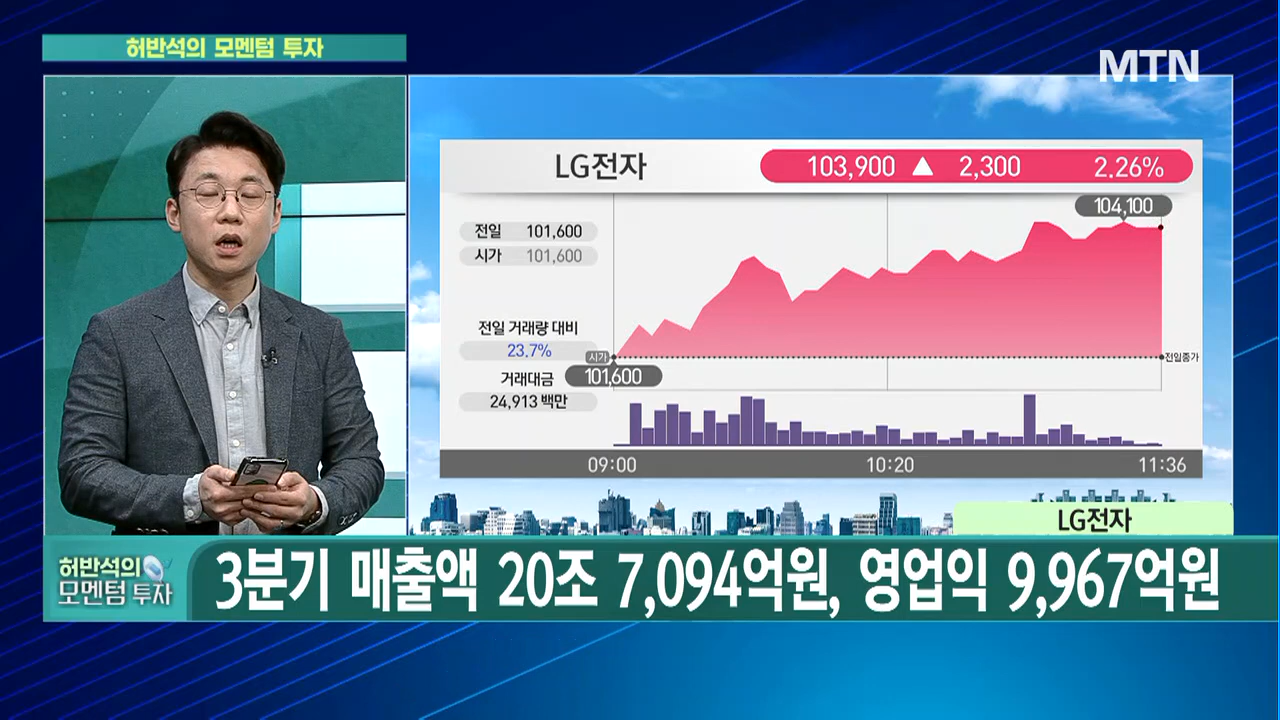 허반석의 모멘텀 투자
MTN
LG전자 103,900 ▲ 2,300 2.26%
104,100
전일 101,600
시가 101,600
전일 거래량 대비
23.7%
시가
전일종가
101,600
거래대금
24,913 백만
09:00 10:20 11:36
LG전자
허반석의
모멘텀 투자
3분기 매출액 20조 7,094억원, 영업익 9,967억원